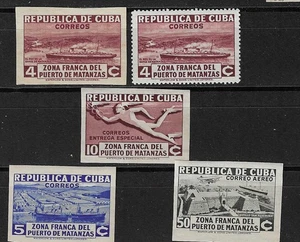 REPUBLICA DE CUBA
CORREOS
4 ZONA FRANCA DEL C
PUERTO DE MATANZAS
REPUBLICA DE CUBA
CORREOS
4 ZONA FRANCA DEL C
PUERTO DE MATANZAS
REPUBLICA DE CUBA
CORREOS
ENTREGA ESPECIAL
10 ZONA FRANCA DEL C
PUERTO DE MATANZAS
REPUBLICA DE CUBA
CORREOS
5 ZONA FRANCA DEL C
PUERTO DE MATANZAS
REPUBLICA DE CUBA
CORREO AEREO
50 ZONA FRANCA DEL C
PUERTO DE MATANZAS